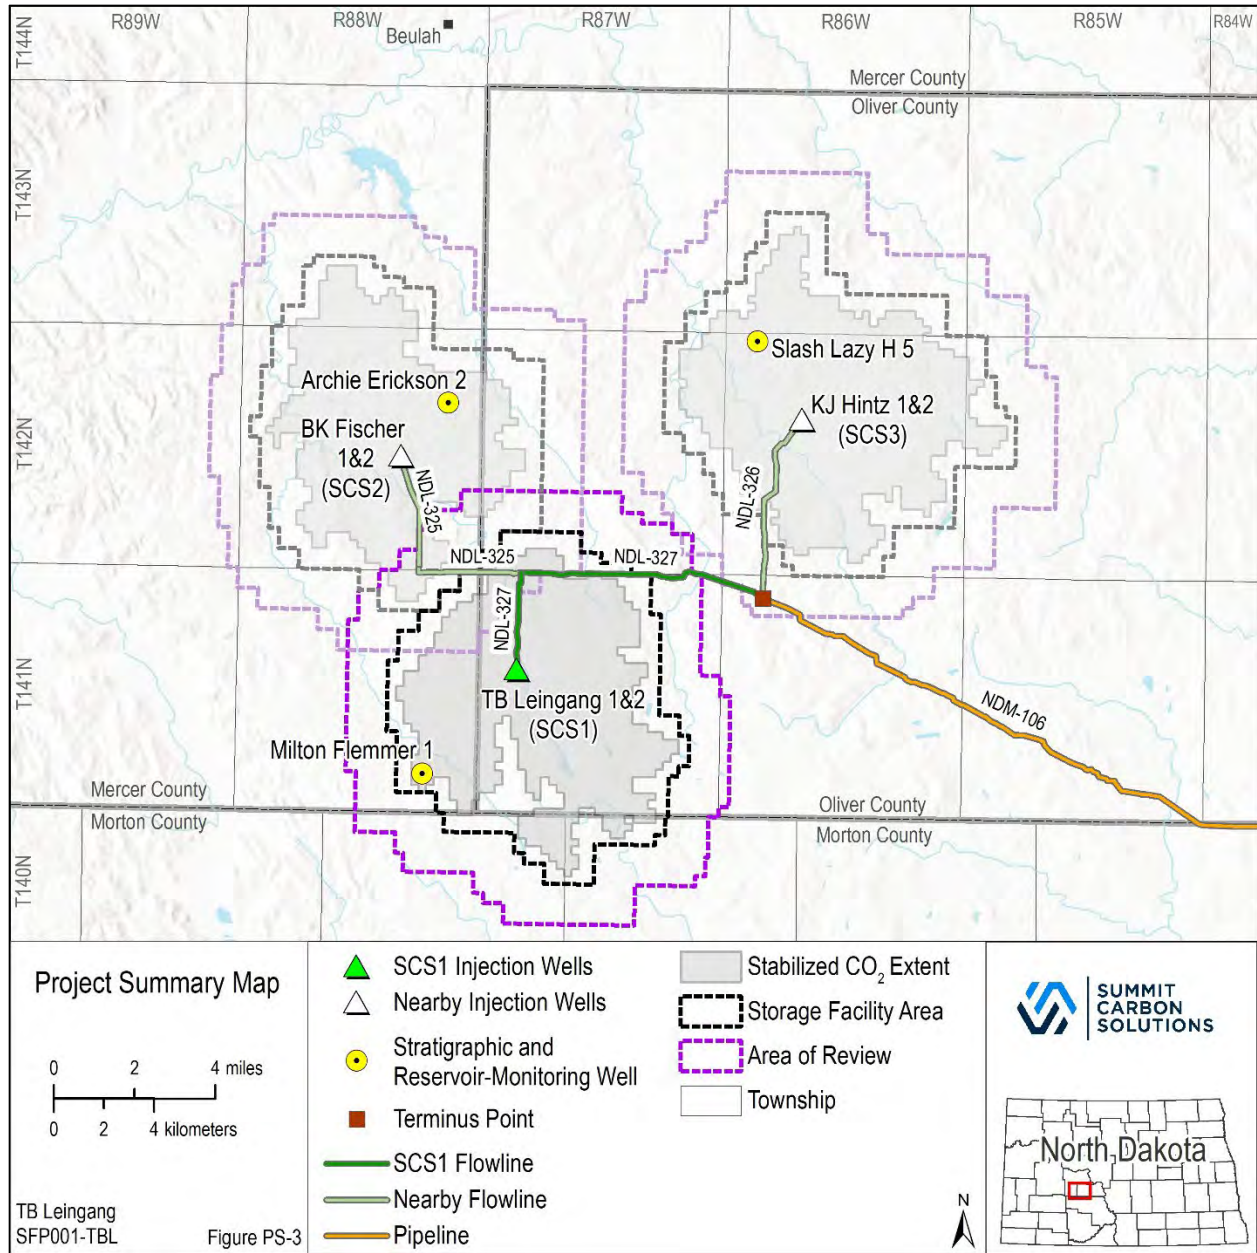 R89W
R88W
R87W
R86W
R85W
R84W
T144N
Beulah
Mercer County
Oliver County
T143N
Slash Lazy H 5
Archie Erickson 2
KJ Hintz 1&2
(SCS3)
BK Fischer
1&2
(SCS2)
T142N
NDL-325
NDL-326
NDL-325
NDL-327
NDL-327
T141N
TB Leingang 1&2
(SCS1)
NDM-106
Milton Flemmer 1
Mercer County
Morton County
Oliver County
Morton County
T140N
Project Summary Map
0 2 4 miles
0 2 4 kilometers
TB Leingang
SFP001-TBL
Figure PS-3
SCS1 Injection Wells
Nearby Injection Wells
Stratigraphic and
Reservoir-Monitoring Well
Terminus Point
SCS1 Flowline
Nearby Flowline
Pipeline
Stabilized CO2 Extent
Storage Facility Area
Area of Review
Township
N
SUMMIT
CARBON
SOLUTIONS
North Dakota